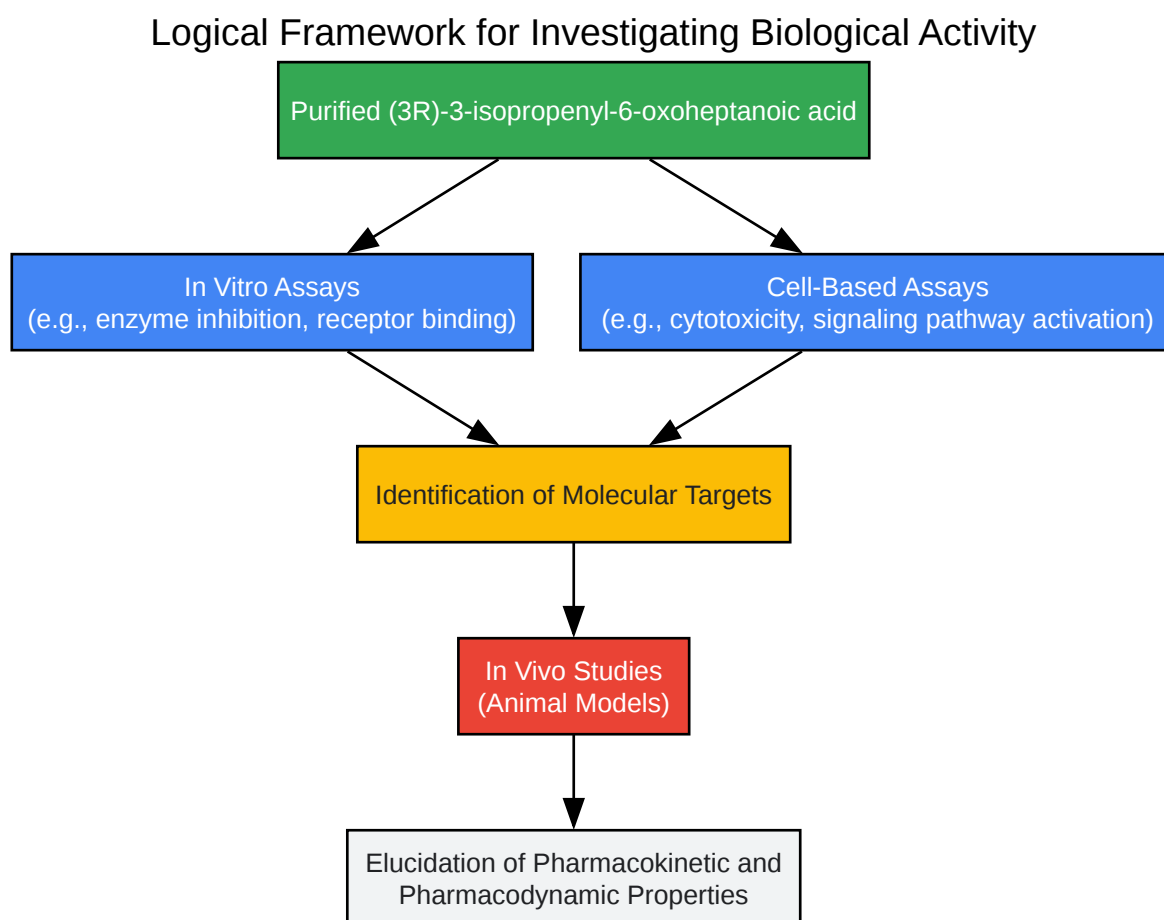 Logical Framework for Investigating Biological Activity
Purified (3R)-3-isopropenyl-6-oxoheptanoic acid
In Vitro Assays
(e.g., enzyme inhibition, receptor binding)
Cell-Based Assays
(e.g., cytotoxicity, signaling pathway activation)
Identification of Molecular Targets
In Vivo Studies
(Animal Models)
Elucidation of Pharmacokinetic and
Pharmacodynamic Properties